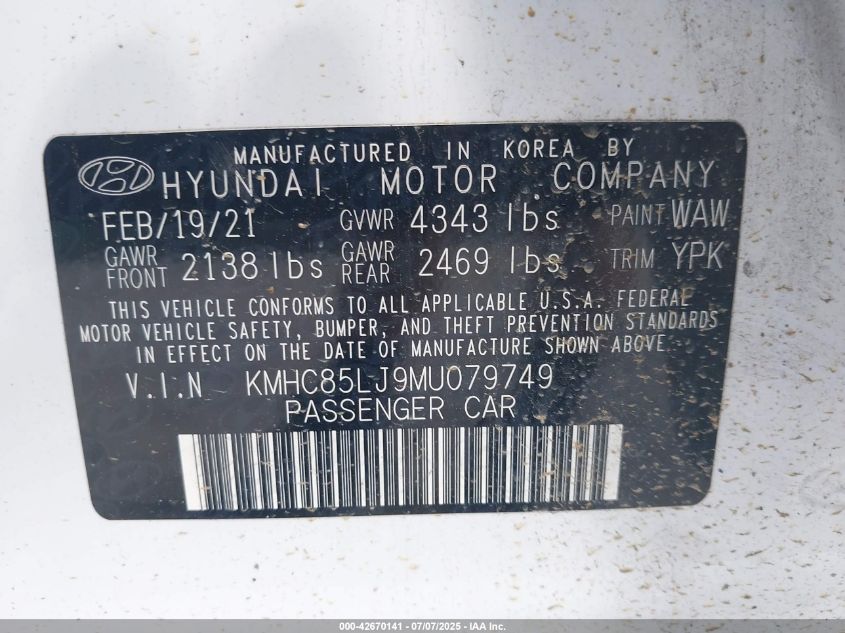 MANUFACTURED IN KOREA BY
HYUNDAI MOTOR COMPANY
FEB/19/21 GVWR 4343 lbs PAINT WAW
GAWR FRONT 2138 lbs GAWR REAR 2469 lbs TRIM YPK
THIS VEHICLE CONFORMS TO ALL APPLICABLE U.S.A. FEDERAL
MOTOR VEHICLE SAFETY, BUMPER, AND THEFT PREVENTION STANDARDS
IN EFFECT ON THE DATE OF MANUFACTURE SHOWN ABOVE.
V.I.N KMHC85LJ9MU079749
PASSENGER CAR
000-42670141 - 07/07/2025 - IAA Inc.